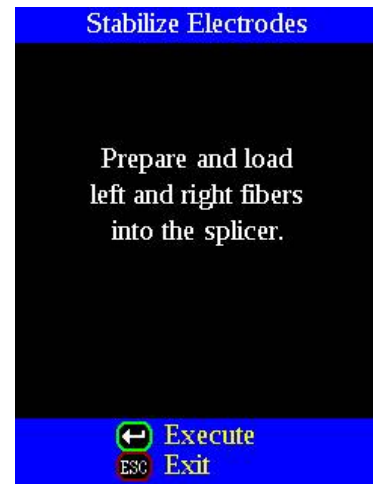 Stabilize Electrodes
Prepare and load
left and right fibers
into the splicer.
Execute
ESC Exit